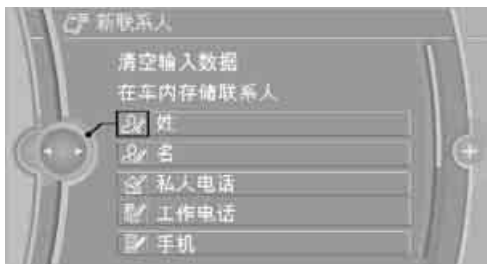 新联系人
清空输入数据
在车内存储联系人
姓
名
私人电话
工作电话
手机